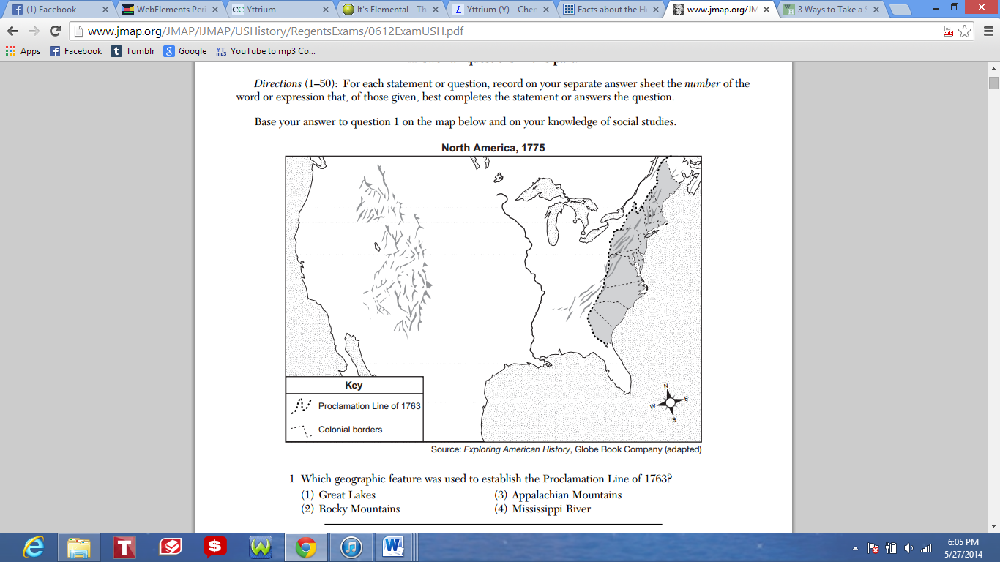 (1) Facebook
WebElements Peri
Yttrium
It's Elemental - Th
Yttrium (Y) - Chen
Facts about the He
www.jmap.org/JM
3 Ways to Take a S
www.jmap.org/JMAP/IJMAP/USHistory/RegentsExams/0612ExamUSH.pdf
Apps Facebook Tumblr Google YouTube to mp3 Co...
Directions (1–50): For each statement or question, record on your separate answer sheet the number of the
word or expression that, of those given, best completes the statement or answers the question.
Base your answer to question 1 on the map below and on your knowledge of social studies.
North America, 1775
N
W E
S
Key
Proclamation Line of 1763
Colonial borders
Source: Exploring American History, Globe Book Company (adapted)
1 Which geographic feature was used to establish the Proclamation Line of 1763?
(1) Great Lakes (3) Appalachian Mountains
(2) Rocky Mountains (4) Mississippi River
6:05 PM
5/27/2014